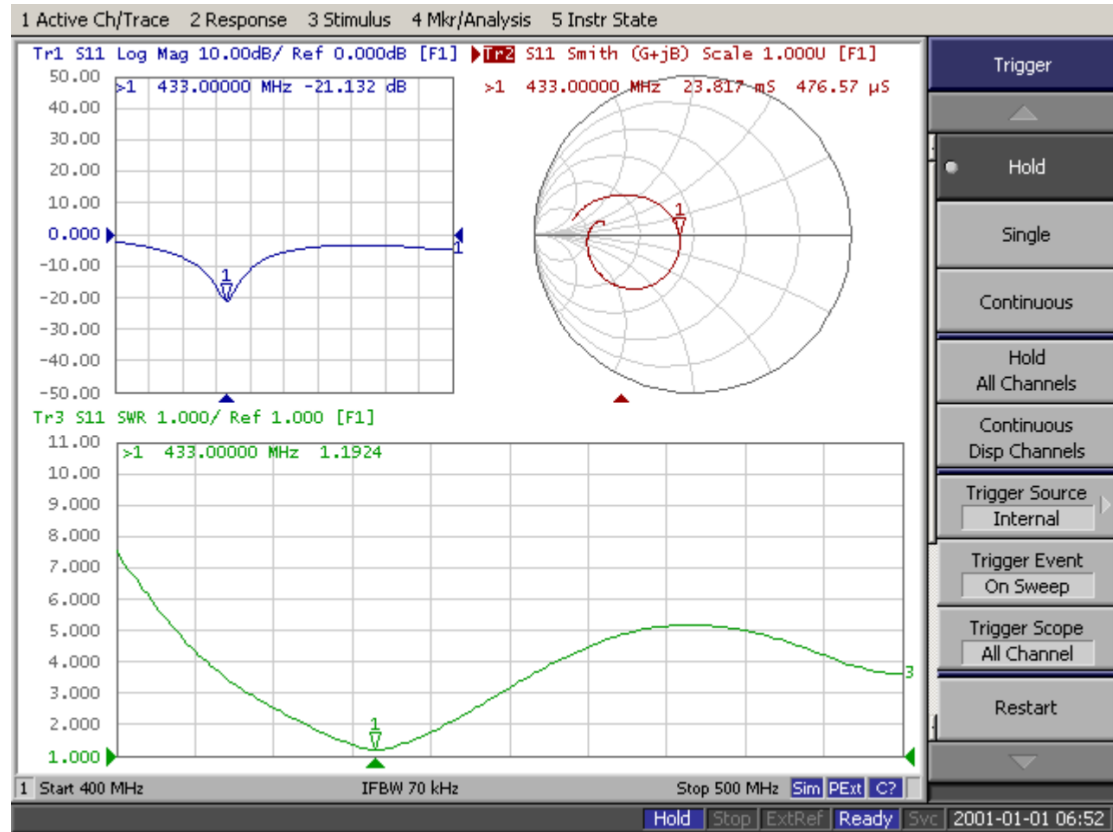 1 Active Ch/Trace 2 Response 3 Stimulus 4 Mkr/Analysis 5 Instr State
Tr1 S11 Log Mag 10.00dB/ Ref 0.000dB [F1]
50.00
>1 433.00000 MHz -21.132 dB
40.00
30.00
20.00
10.00
0.000
-10.00
-20.00
-30.00
-40.00
-50.00
1
1
Tr2 S11 Smith (G+jB) Scale 1.000U [F1]
>1 433.00000 MHz 23.817 mS 476.57 µS
1
Tr3 S11 SWR 1.000/ Ref 1.000 [F1]
11.00
>1 433.00000 MHz 1.1924
10.00
9.000
8.000
7.000
6.000
5.000
4.000
3.000
2.000
1.000
1
3
1 Start 400 MHz IFBW 70 kHz Stop 500 MHz Sim PExt C?
Trigger
Hold
Single
Continuous
Hold
All Channels
Continuous
Disp Channels
Trigger Source
Internal
Trigger Event
On Sweep
Trigger Scope
All Channel
Restart
Hold Stop ExtRef Ready Svc 2001-01-01 06:52